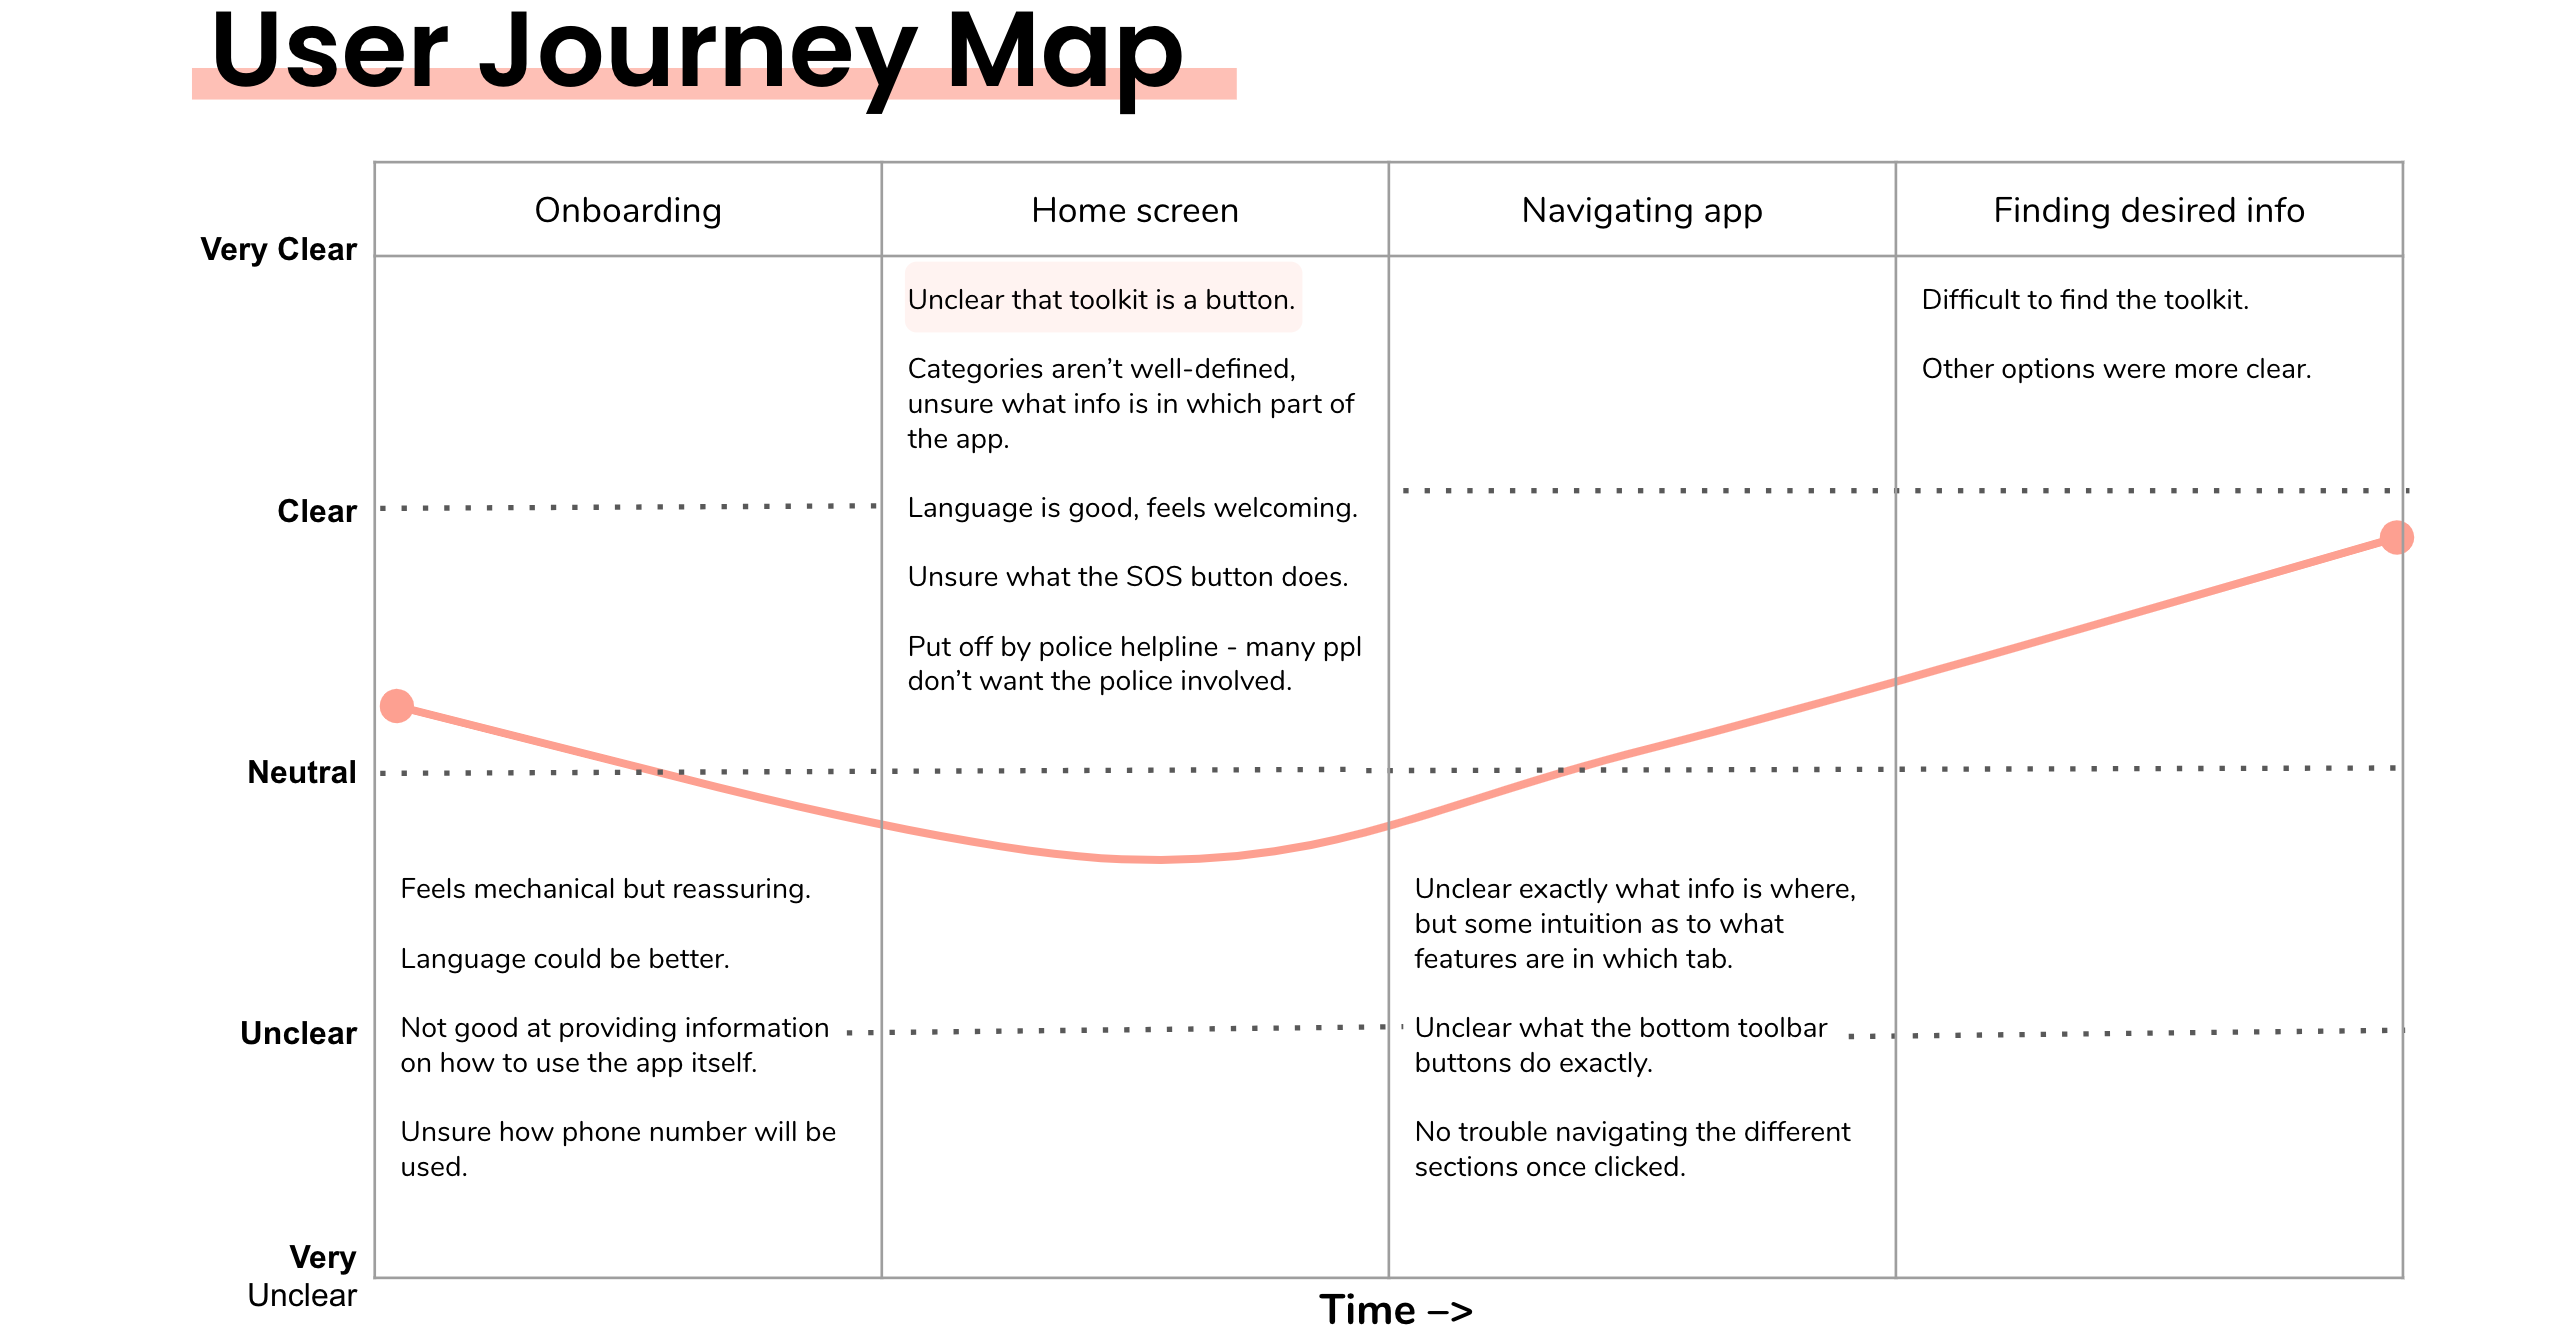 User Journey Map
Onboarding
Home screen
Navigating app
Finding desired info
Very Clear
Clear
Neutral
Unclear
Very
Unclear
Feels mechanical but reassuring.
Language could be better.
Not good at providing information
on how to use the app itself.
Unsure how phone number will be
used.
Unclear that toolkit is a button.
Categories aren’t well-defined,
unsure what info is in which part of
the app.
Language is good, feels welcoming.
Unsure what the SOS button does.
Put off by police helpline - many ppl
don’t want the police involved.
Unclear exactly what info is where,
but some intuition as to what
features are in which tab.
Unclear what the bottom toolbar
buttons do exactly.
No trouble navigating the different
sections once clicked.
Difficult to find the toolkit.
Other options were more clear.
Time –>